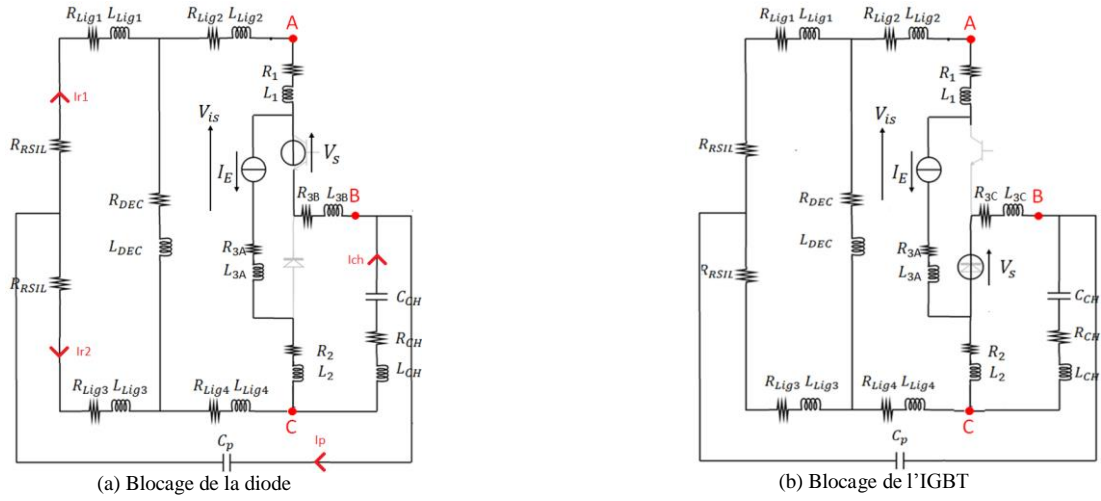 R_Lig1 L_Lig1 R_Lig2 L_Lig2 A
R_1
L_1
Ir1
V_is
R_RSIL
V_s
I_E
R_3B L_3B B
R_DEC
L_DEC
R_3A
L_3A
Ich
C_CH
R_RSIL
R_CH
R_2
L_2
L_CH
Ir2
R_Lig3 L_Lig3 R_Lig4 L_Lig4
C
C_p
Ip
(a) Blocage de la diode
R_Lig1 L_Lig1 R_Lig2 L_Lig2 A
R_1
L_1
V_is
R_RSIL
I_E
R_3C L_3C B
R_DEC
L_DEC
R_3A
L_3A
V_s
R_RSIL
C_CH
R_CH
R_2
L_2
L_CH
R_Lig3 L_Lig3 R_Lig4 L_Lig4
C
C_p
(b) Blocage de l'IGBT